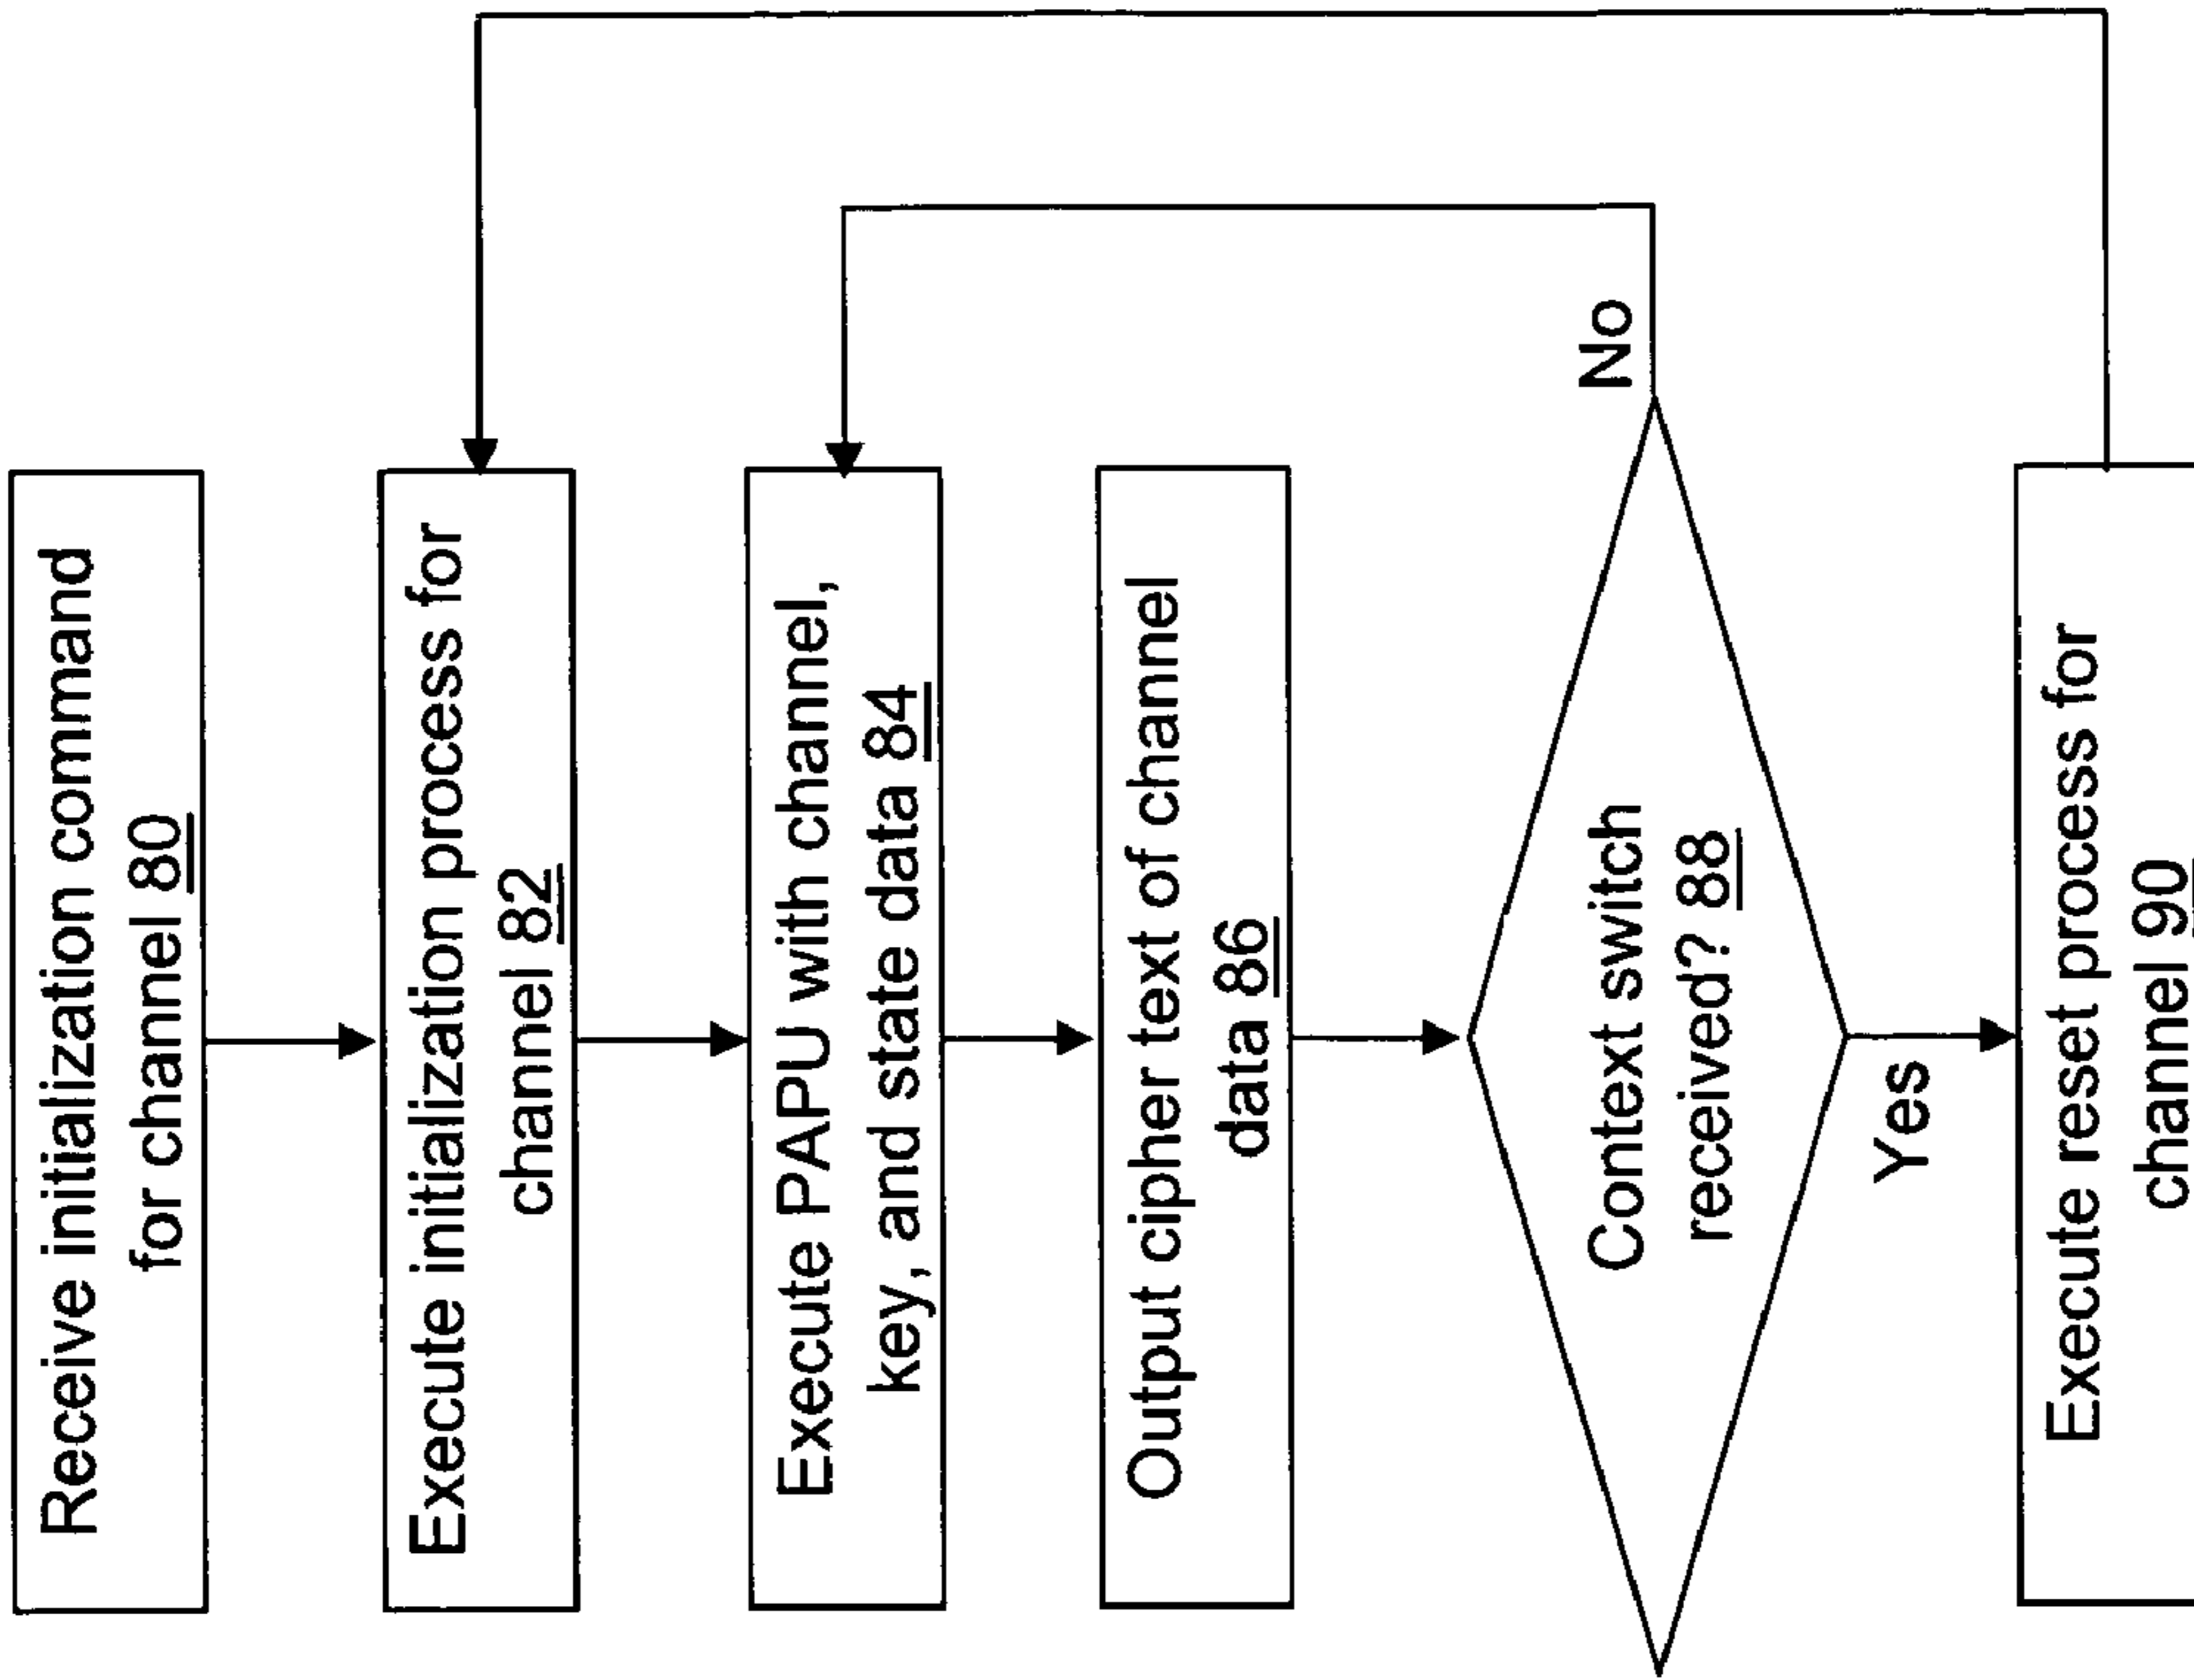 Receive initialization command
for channel 80
Execute initialization process for
channel 82
Execute PAPU with channel,
key, and state data 84
Output cipher text of channel
data 86
Context switch
received? 88
No
Yes
Execute reset process for
channel 90